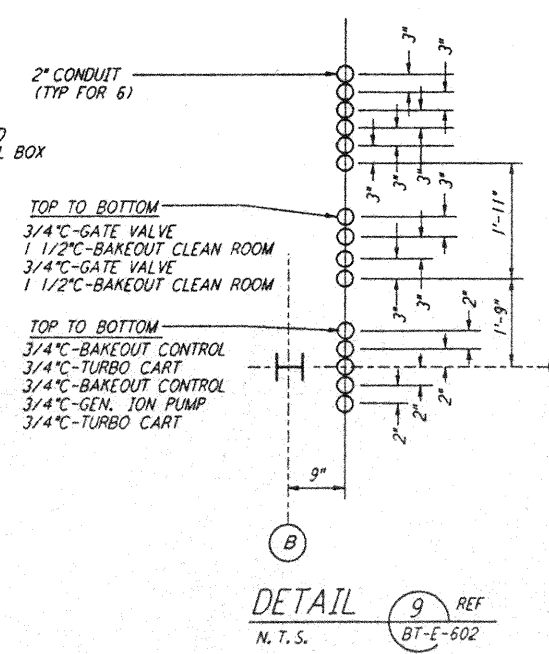 2" CONDUIT
(TYP FOR 6)
L BOX
TOP TO BOTTOM
3/4"C-GATE VALVE
1 1/2"C-BAKEOUT CLEAN ROOM
3/4"C-GATE VALVE
1 1/2"C-BAKEOUT CLEAN ROOM
TOP TO BOTTOM
3/4"C-BAKEOUT CONTROL
3/4"C-TURBO CART
3/4"C-BAKEOUT CONTROL
3/4"C-GEN. ION PUMP
3/4"C-TURBO CART
3"
3"
3"
3"
3"
3"
1'-11"
3"
3"
1'-9"
2"
2"
2"
2"
9"
B
DETAIL 9 REF
N.T.S. BT-E-602